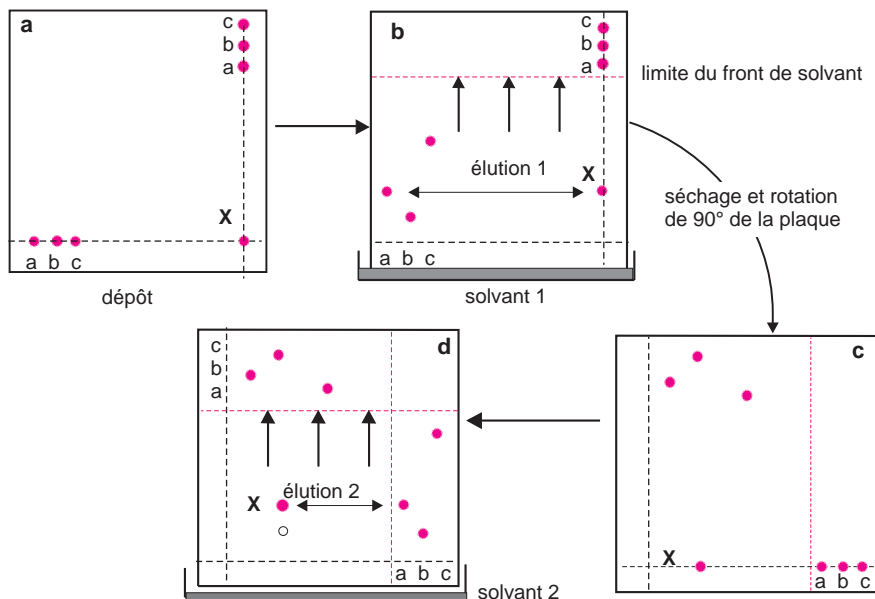 a
c
b
a
X
a b c
dépôt
b
c
b
a
limite du front de solvant
élution 1
X
a b c
solvant 1
séchage et rotation
de 90° de la plaque
c
X
a b c
d
c
b
a
élution 2
X
a b c
solvant 2